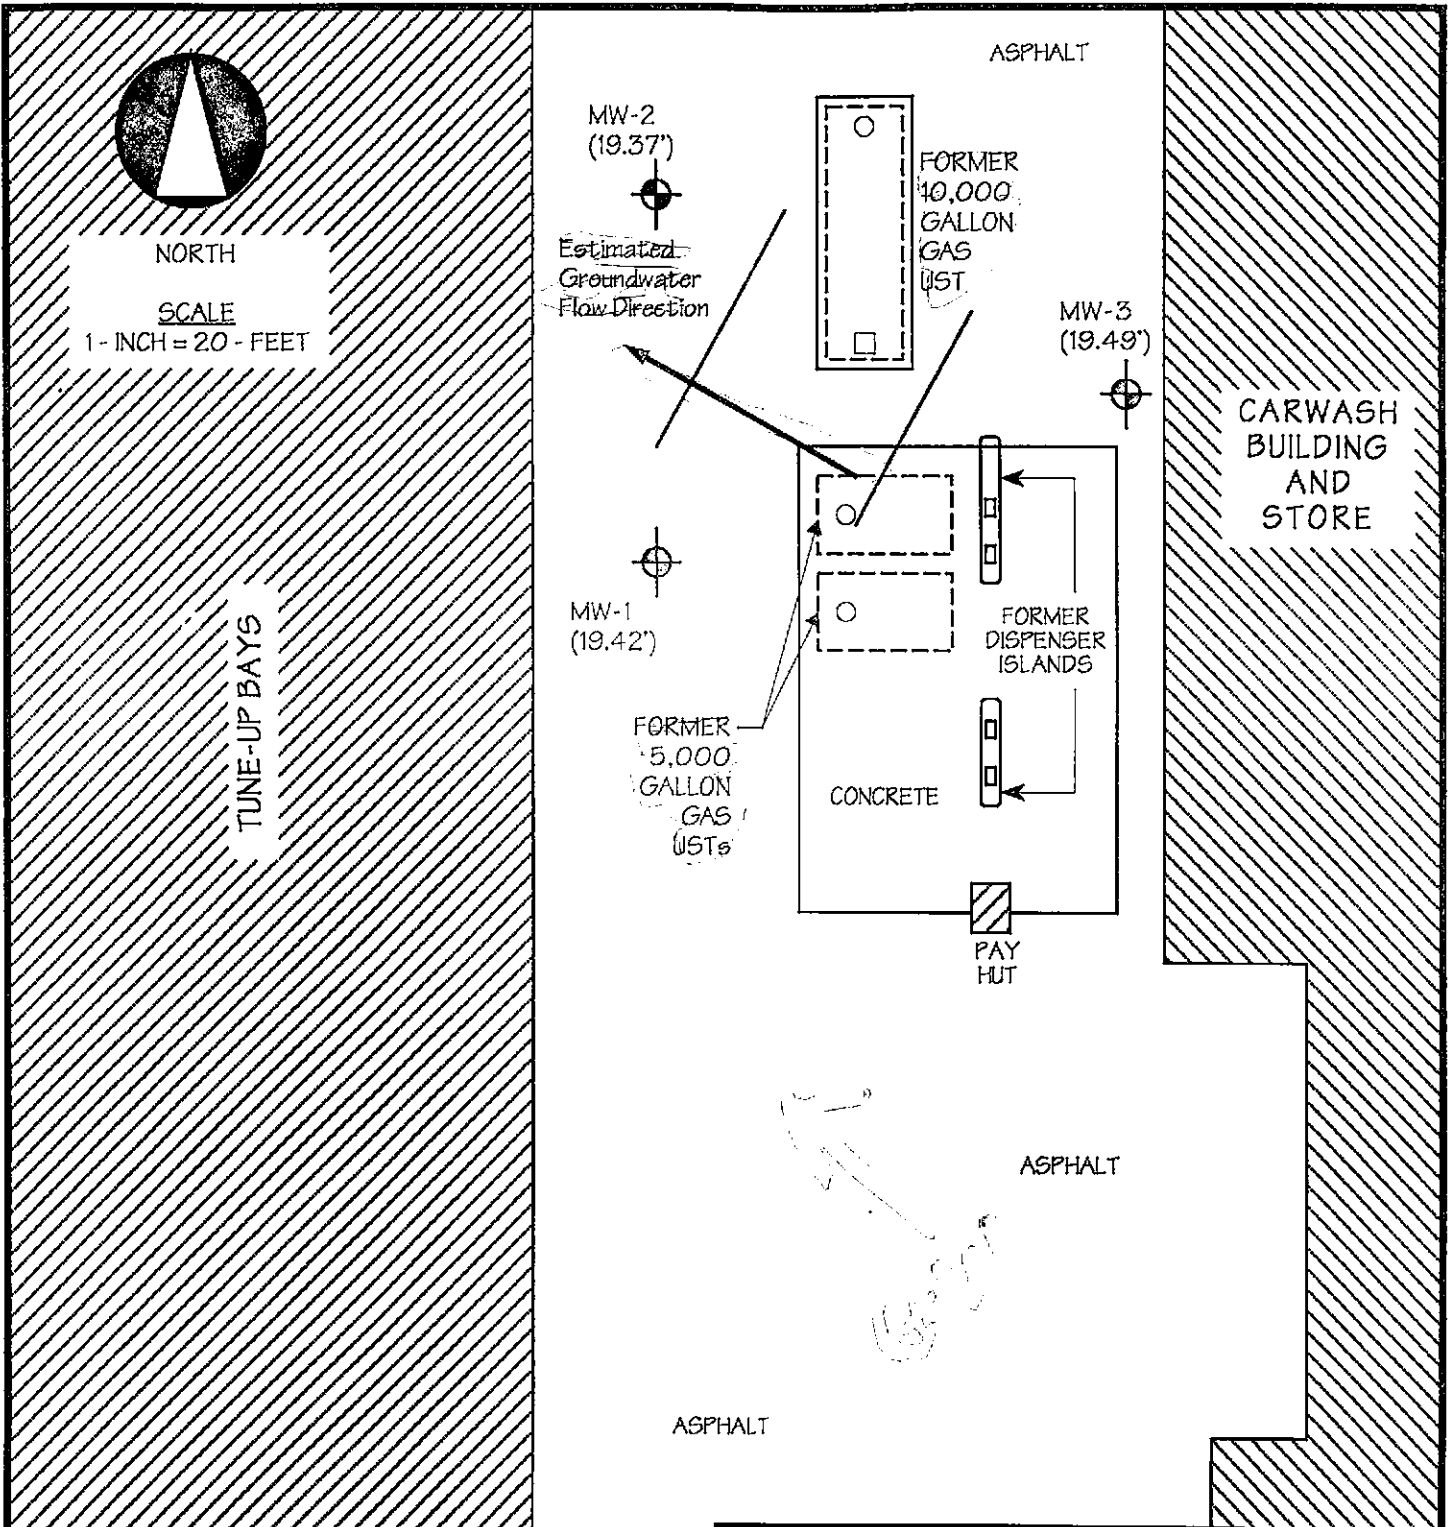 ASPHALT
MW-2
(19.37')
FORMER
10,000
GALLON
GAS
UST
NORTH
SCALE
1 - INCH = 20 - FEET
Estimated
Groundwater
Flow Direction
MW-3
(19.49')
CARWASH
BUILDING
AND
STORE
MW-1
(19.42')
FORMER
DISPENSER
ISLANDS
TUNE-UP BAYS
FORMER
5,000
GALLON
GAS
USTs
CONCRETE
PAY
HUT
ASPHALT
ASPHALT